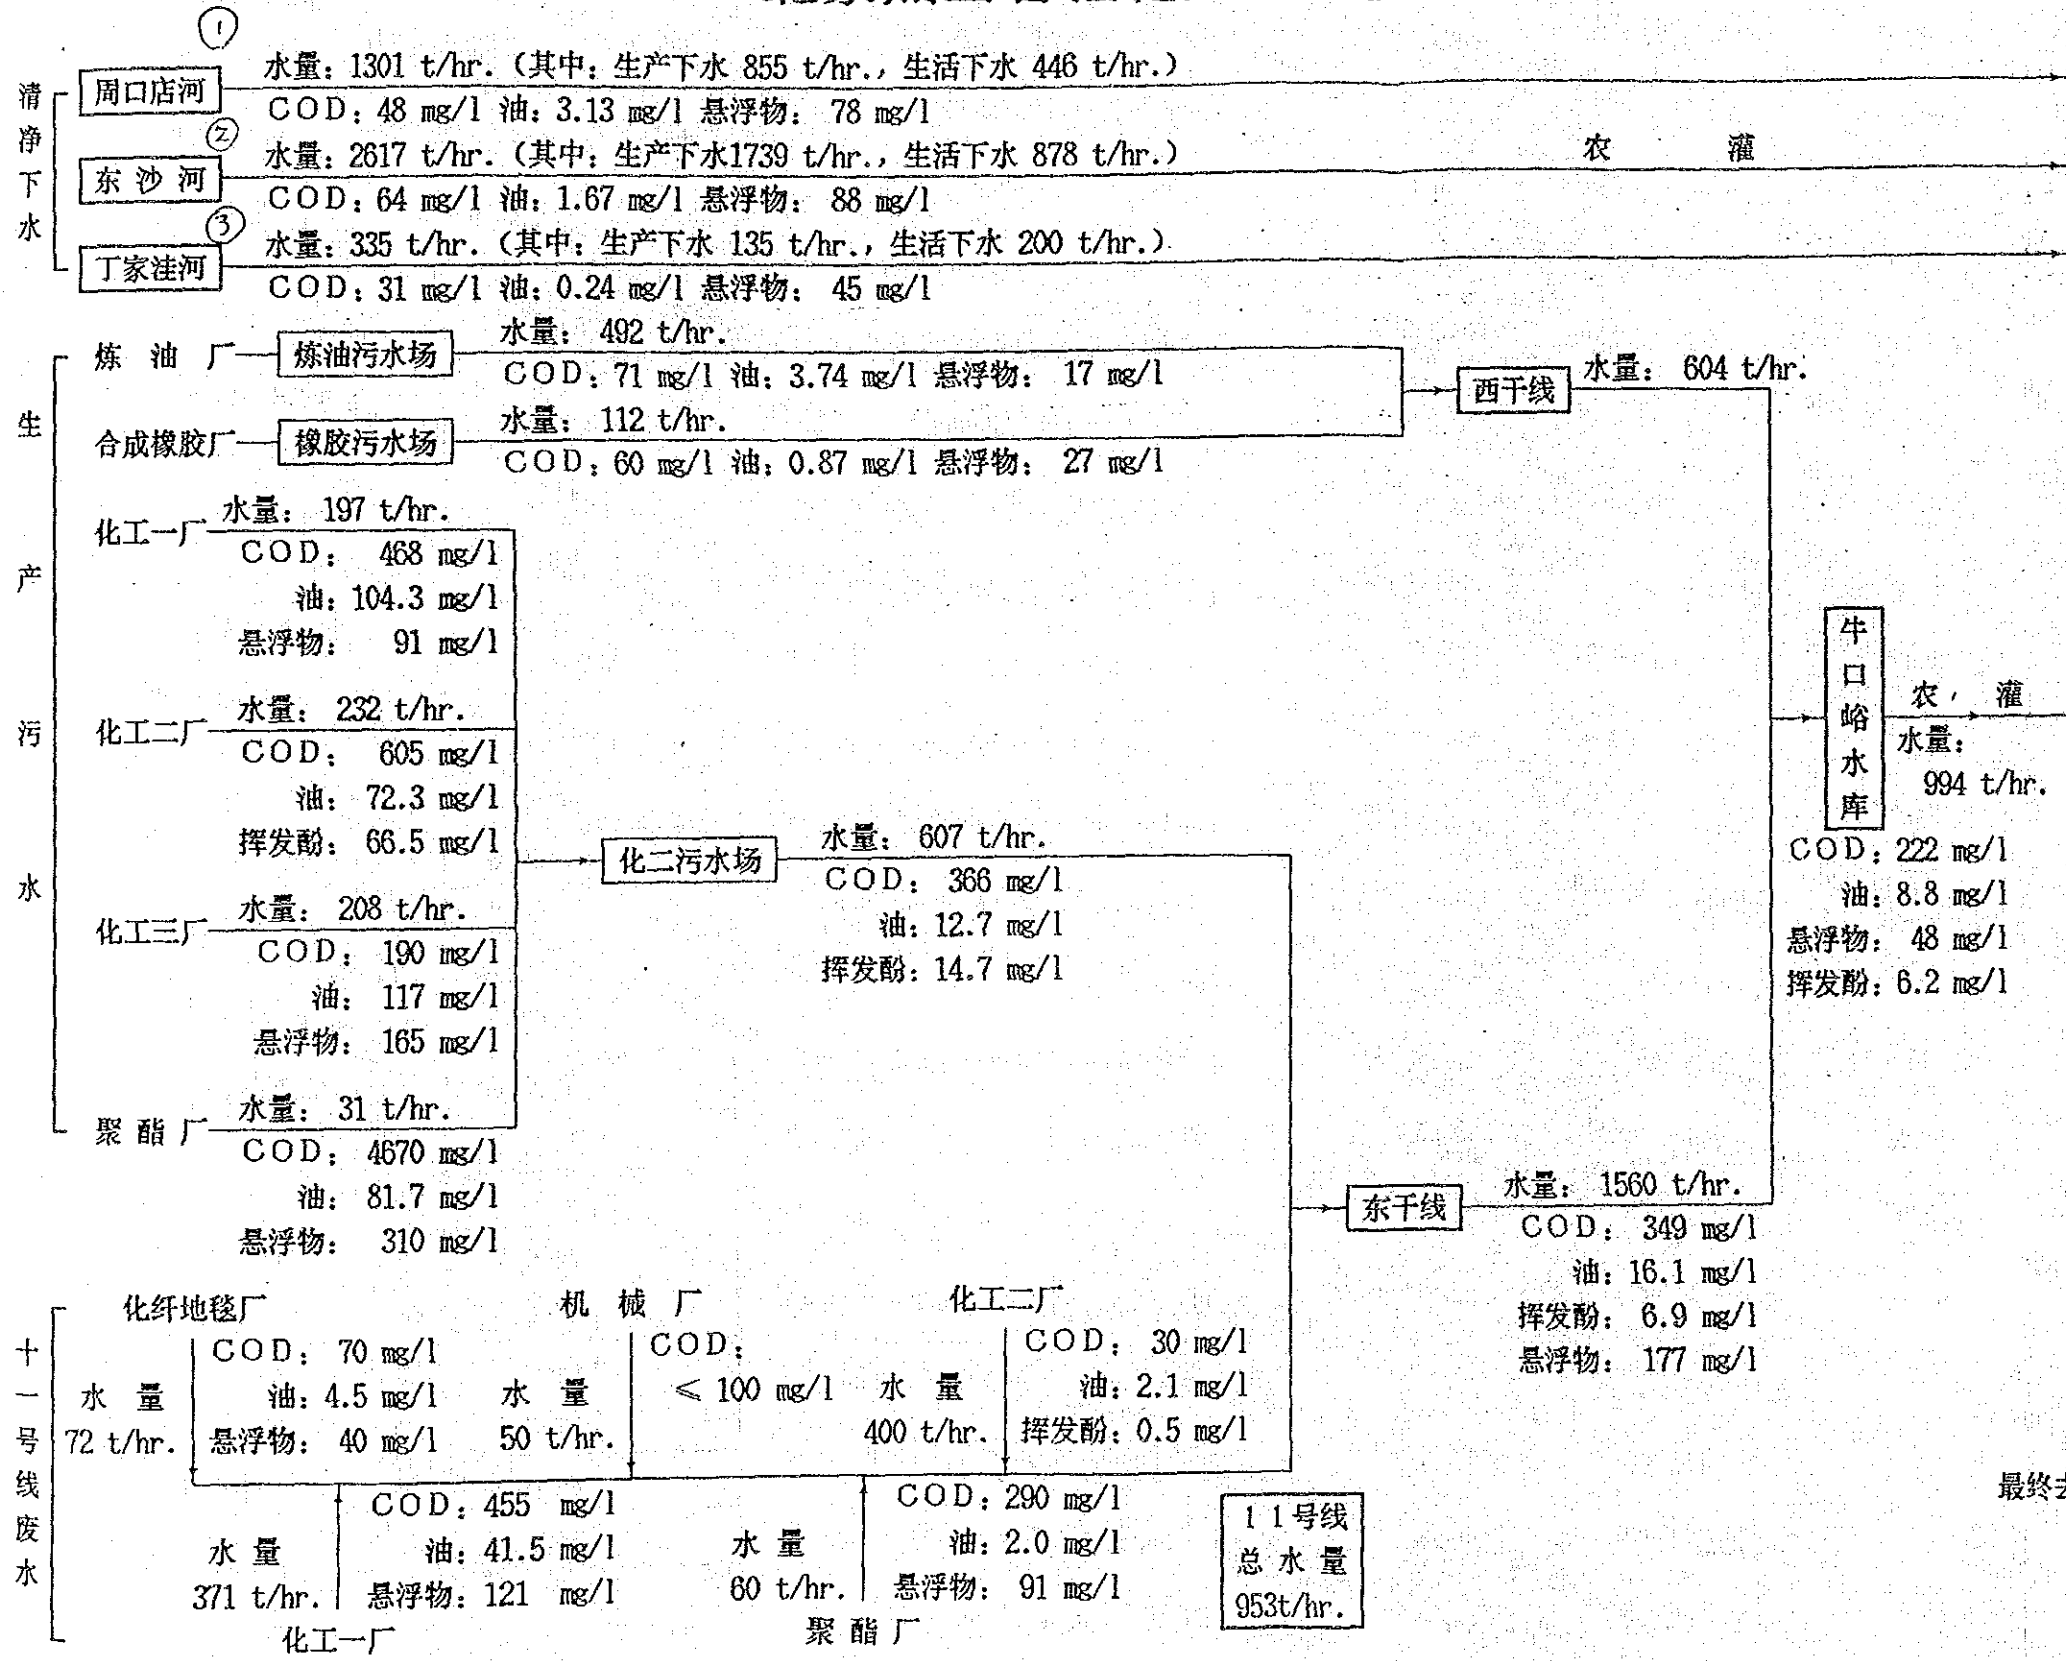 ①
清净下水
周口店河
水量: 1301 t/hr. (其中: 生产下水 855 t/hr., 生活下水 446 t/hr.)
COD: 48 mg/l 油: 3.13 mg/l 悬浮物: 78 mg/l
②
东沙河
水量: 2617 t/hr. (其中: 生产下水1739 t/hr., 生活下水 878 t/hr.)
农 灌
COD: 64 mg/l 油: 1.67 mg/l 悬浮物: 88 mg/l
③
丁家洼河
水量: 335 t/hr. (其中: 生产下水 135 t/hr., 生活下水 200 t/hr.)
COD: 31 mg/l 油: 0.24 mg/l 悬浮物: 45 mg/l
生产污水
炼油厂
炼油污水场
水量: 492 t/hr.
COD: 71 mg/l 油: 3.74 mg/l 悬浮物: 17 mg/l
合成橡胶厂
橡胶污水场
水量: 112 t/hr.
COD: 60 mg/l 油: 0.87 mg/l 悬浮物: 27 mg/l
西干线
水量: 604 t/hr.
化工一厂
水量: 197 t/hr.
COD: 468 mg/l
油: 104.3 mg/l
悬浮物: 91 mg/l
化工二厂
水量: 232 t/hr.
COD: 605 mg/l
油: 72.3 mg/l
挥发酚: 66.5 mg/l
化工三厂
水量: 208 t/hr.
COD: 190 mg/l
油: 117 mg/l
悬浮物: 165 mg/l
聚酯厂
水量: 31 t/hr.
COD: 4670 mg/l
油: 81.7 mg/l
悬浮物: 310 mg/l
化二污水场
水量: 607 t/hr.
COD: 366 mg/l
油: 12.7 mg/l
挥发酚: 14.7 mg/l
牛口峪水库
农 灌
水量:
994 t/hr.
COD: 222 mg/l
油: 8.8 mg/l
悬浮物: 48 mg/l
挥发酚: 6.2 mg/l
东干线
水量: 1560 t/hr.
COD: 349 mg/l
油: 16.1 mg/l
挥发酚: 6.9 mg/l
悬浮物: 177 mg/l
十一号线废水
化纤地毯厂
水量
72 t/hr.
COD: 70 mg/l
油: 4.5 mg/l
悬浮物: 40 mg/l
机械厂
水量
50 t/hr.
COD:
≤ 100 mg/l
化工二厂
水量
400 t/hr.
COD: 30 mg/l
油: 2.1 mg/l
挥发酚: 0.5 mg/l
水量
371 t/hr.
COD: 455 mg/l
油: 41.5 mg/l
悬浮物: 121 mg/l
化工一厂
水量
60 t/hr.
COD: 290 mg/l
油: 2.0 mg/l
悬浮物: 91 mg/l
聚酯厂
11号线
总水量
953t/hr.
最终